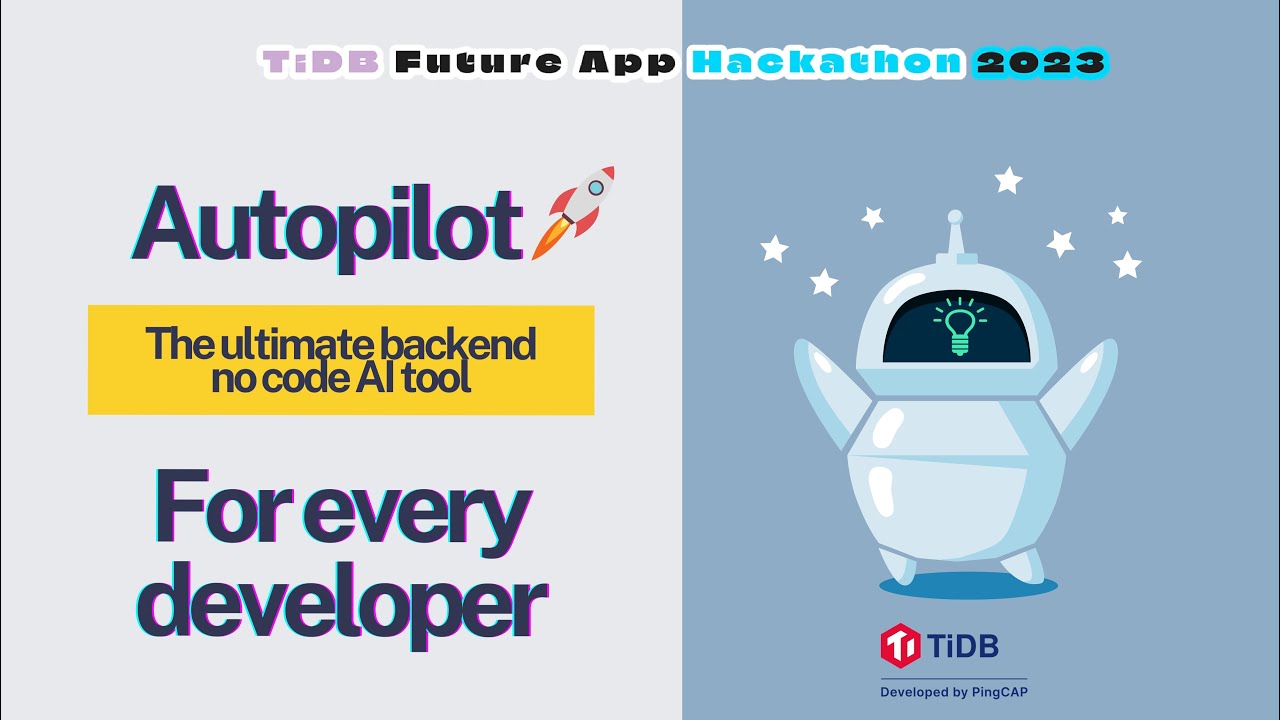 TiDB Future App Hackathon 2023
Autopilot
The ultimate backend
no code AI tool
For every
developer
TiDB
Developed by PingCAP